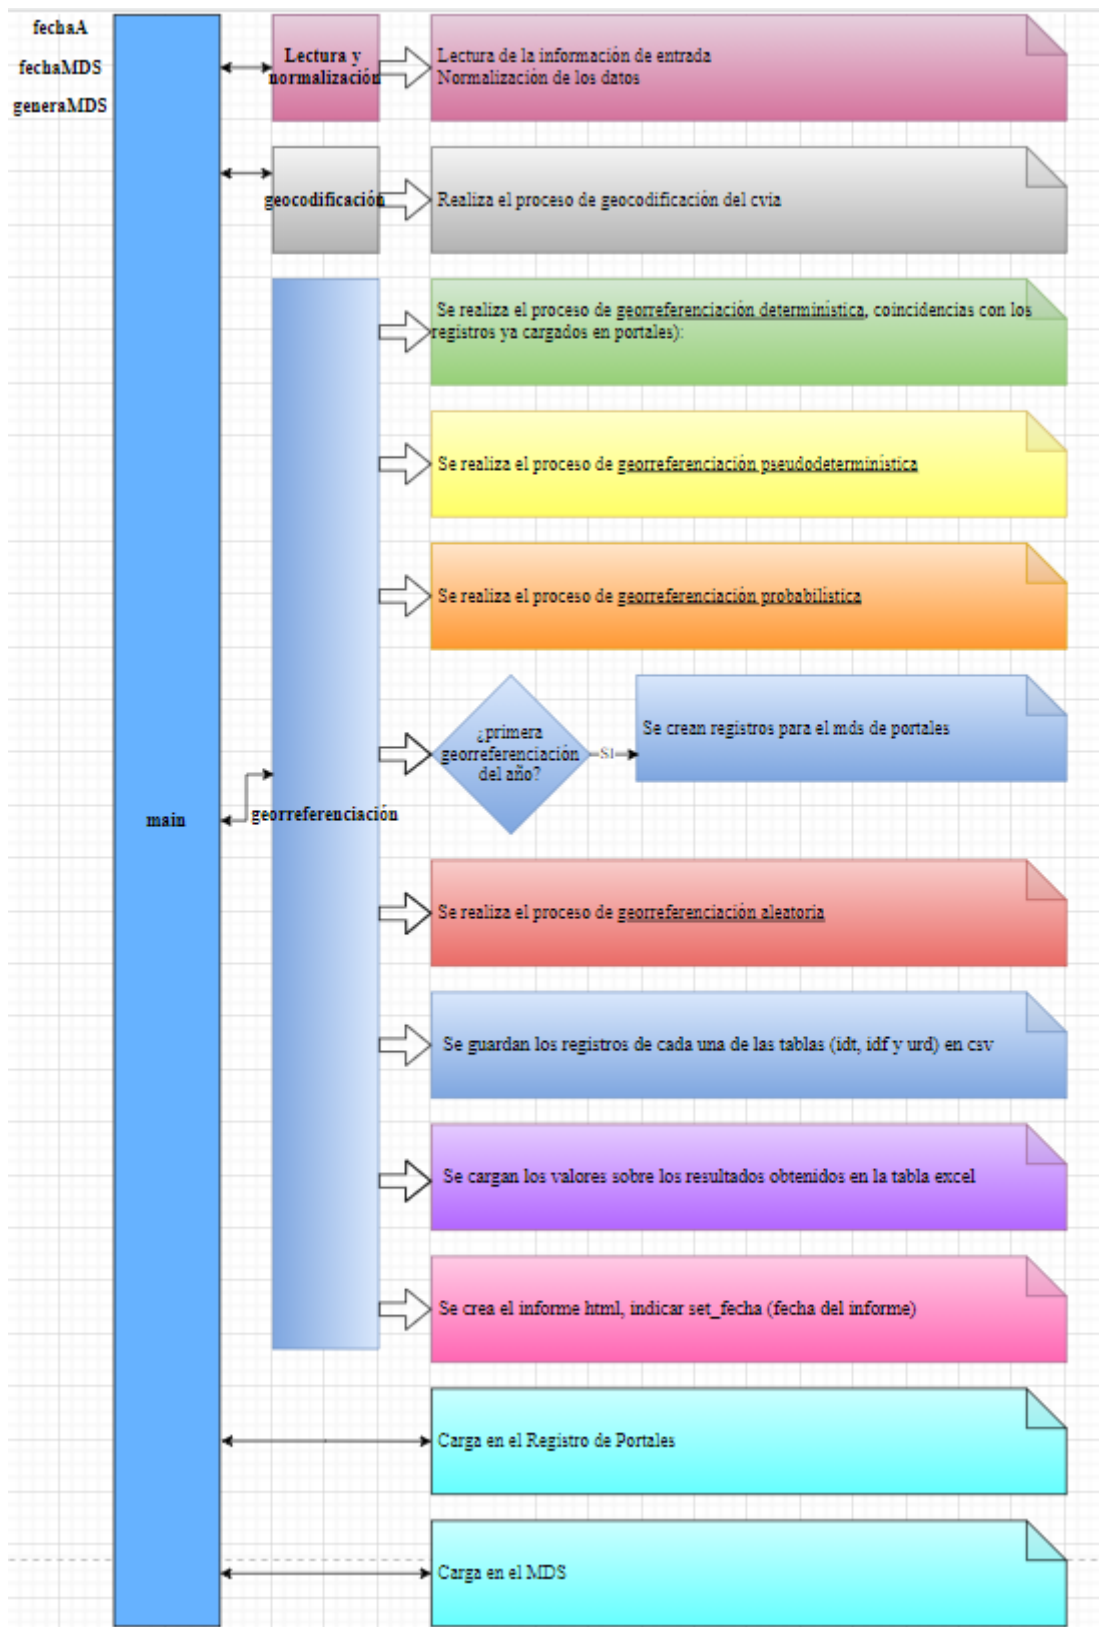 fechaA
fechaMDS
generaMDS
Lectura y
normalización
Lectura de la información de entrada
Normalización de los datos
geocodificación
Realiza el proceso de geocodificación del cvia
Se realiza el proceso de georreferenciación determinística, coincidencias con los
registros ya cargados en portales):
Se realiza el proceso de georreferenciación pseudodeterminística
Se realiza el proceso de georreferenciación probabilística
¿primera
georreferenciación
del año?
SI
Se crean registros para el mds de portales
main
georreferenciación
Se realiza el proceso de georreferenciación aleatoria
Se guardan los registros de cada una de las tablas (idt, idf y urd) en csv
Se cargan los valores sobre los resultados obtenidos en la tabla excel
Se crea el informe html, indicar set_fecha (fecha del informe)
Carga en el Registro de Portales
Carga en el MDS